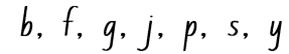 b, f, g, j, p, s, y